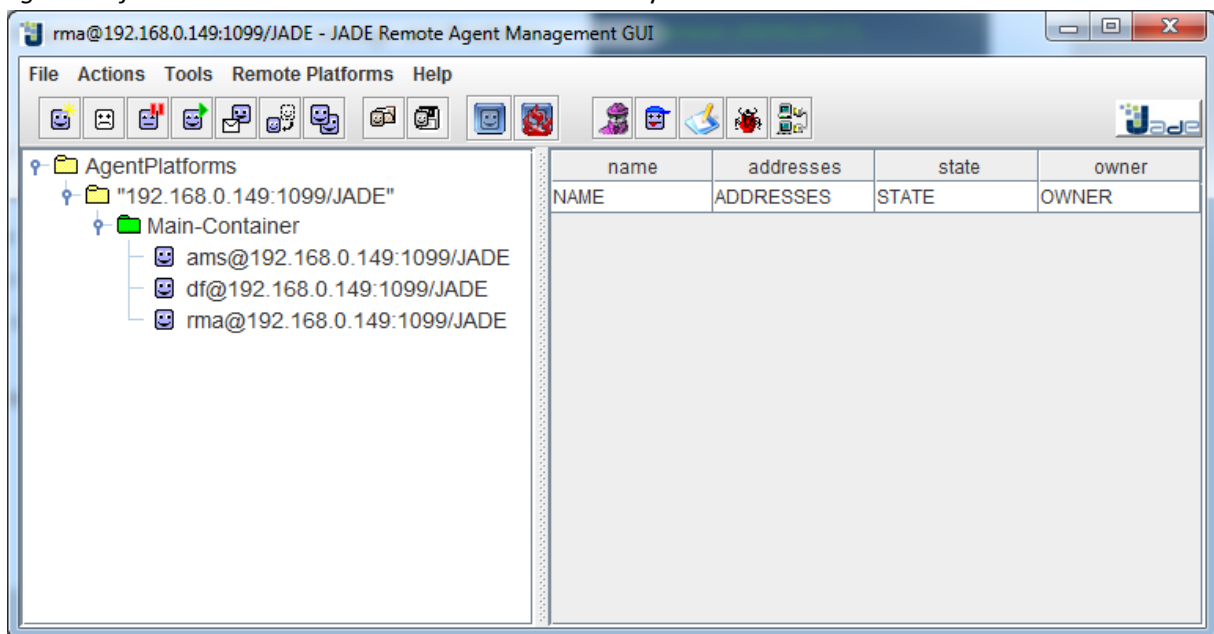 rma@192.168.0.149:1099/JADE - JADE Remote Agent Management GUI
File Actions Tools Remote Platforms Help
Jade
AgentPlatforms
"192.168.0.149:1099/JADE"
Main-Container
ams@192.168.0.149:1099/JADE
df@192.168.0.149:1099/JADE
rma@192.168.0.149:1099/JADE
name addresses state owner
NAME ADDRESSES STATE OWNER